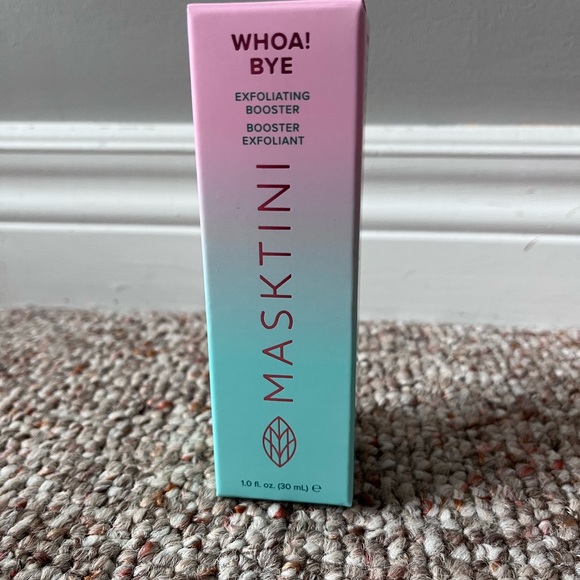 WHOA!
BYE
EXFOLIATING
BOOSTER
BOOSTER
EXFOLIANT
MASKTINI
1.0 fl. oz. (30 mL) ℮